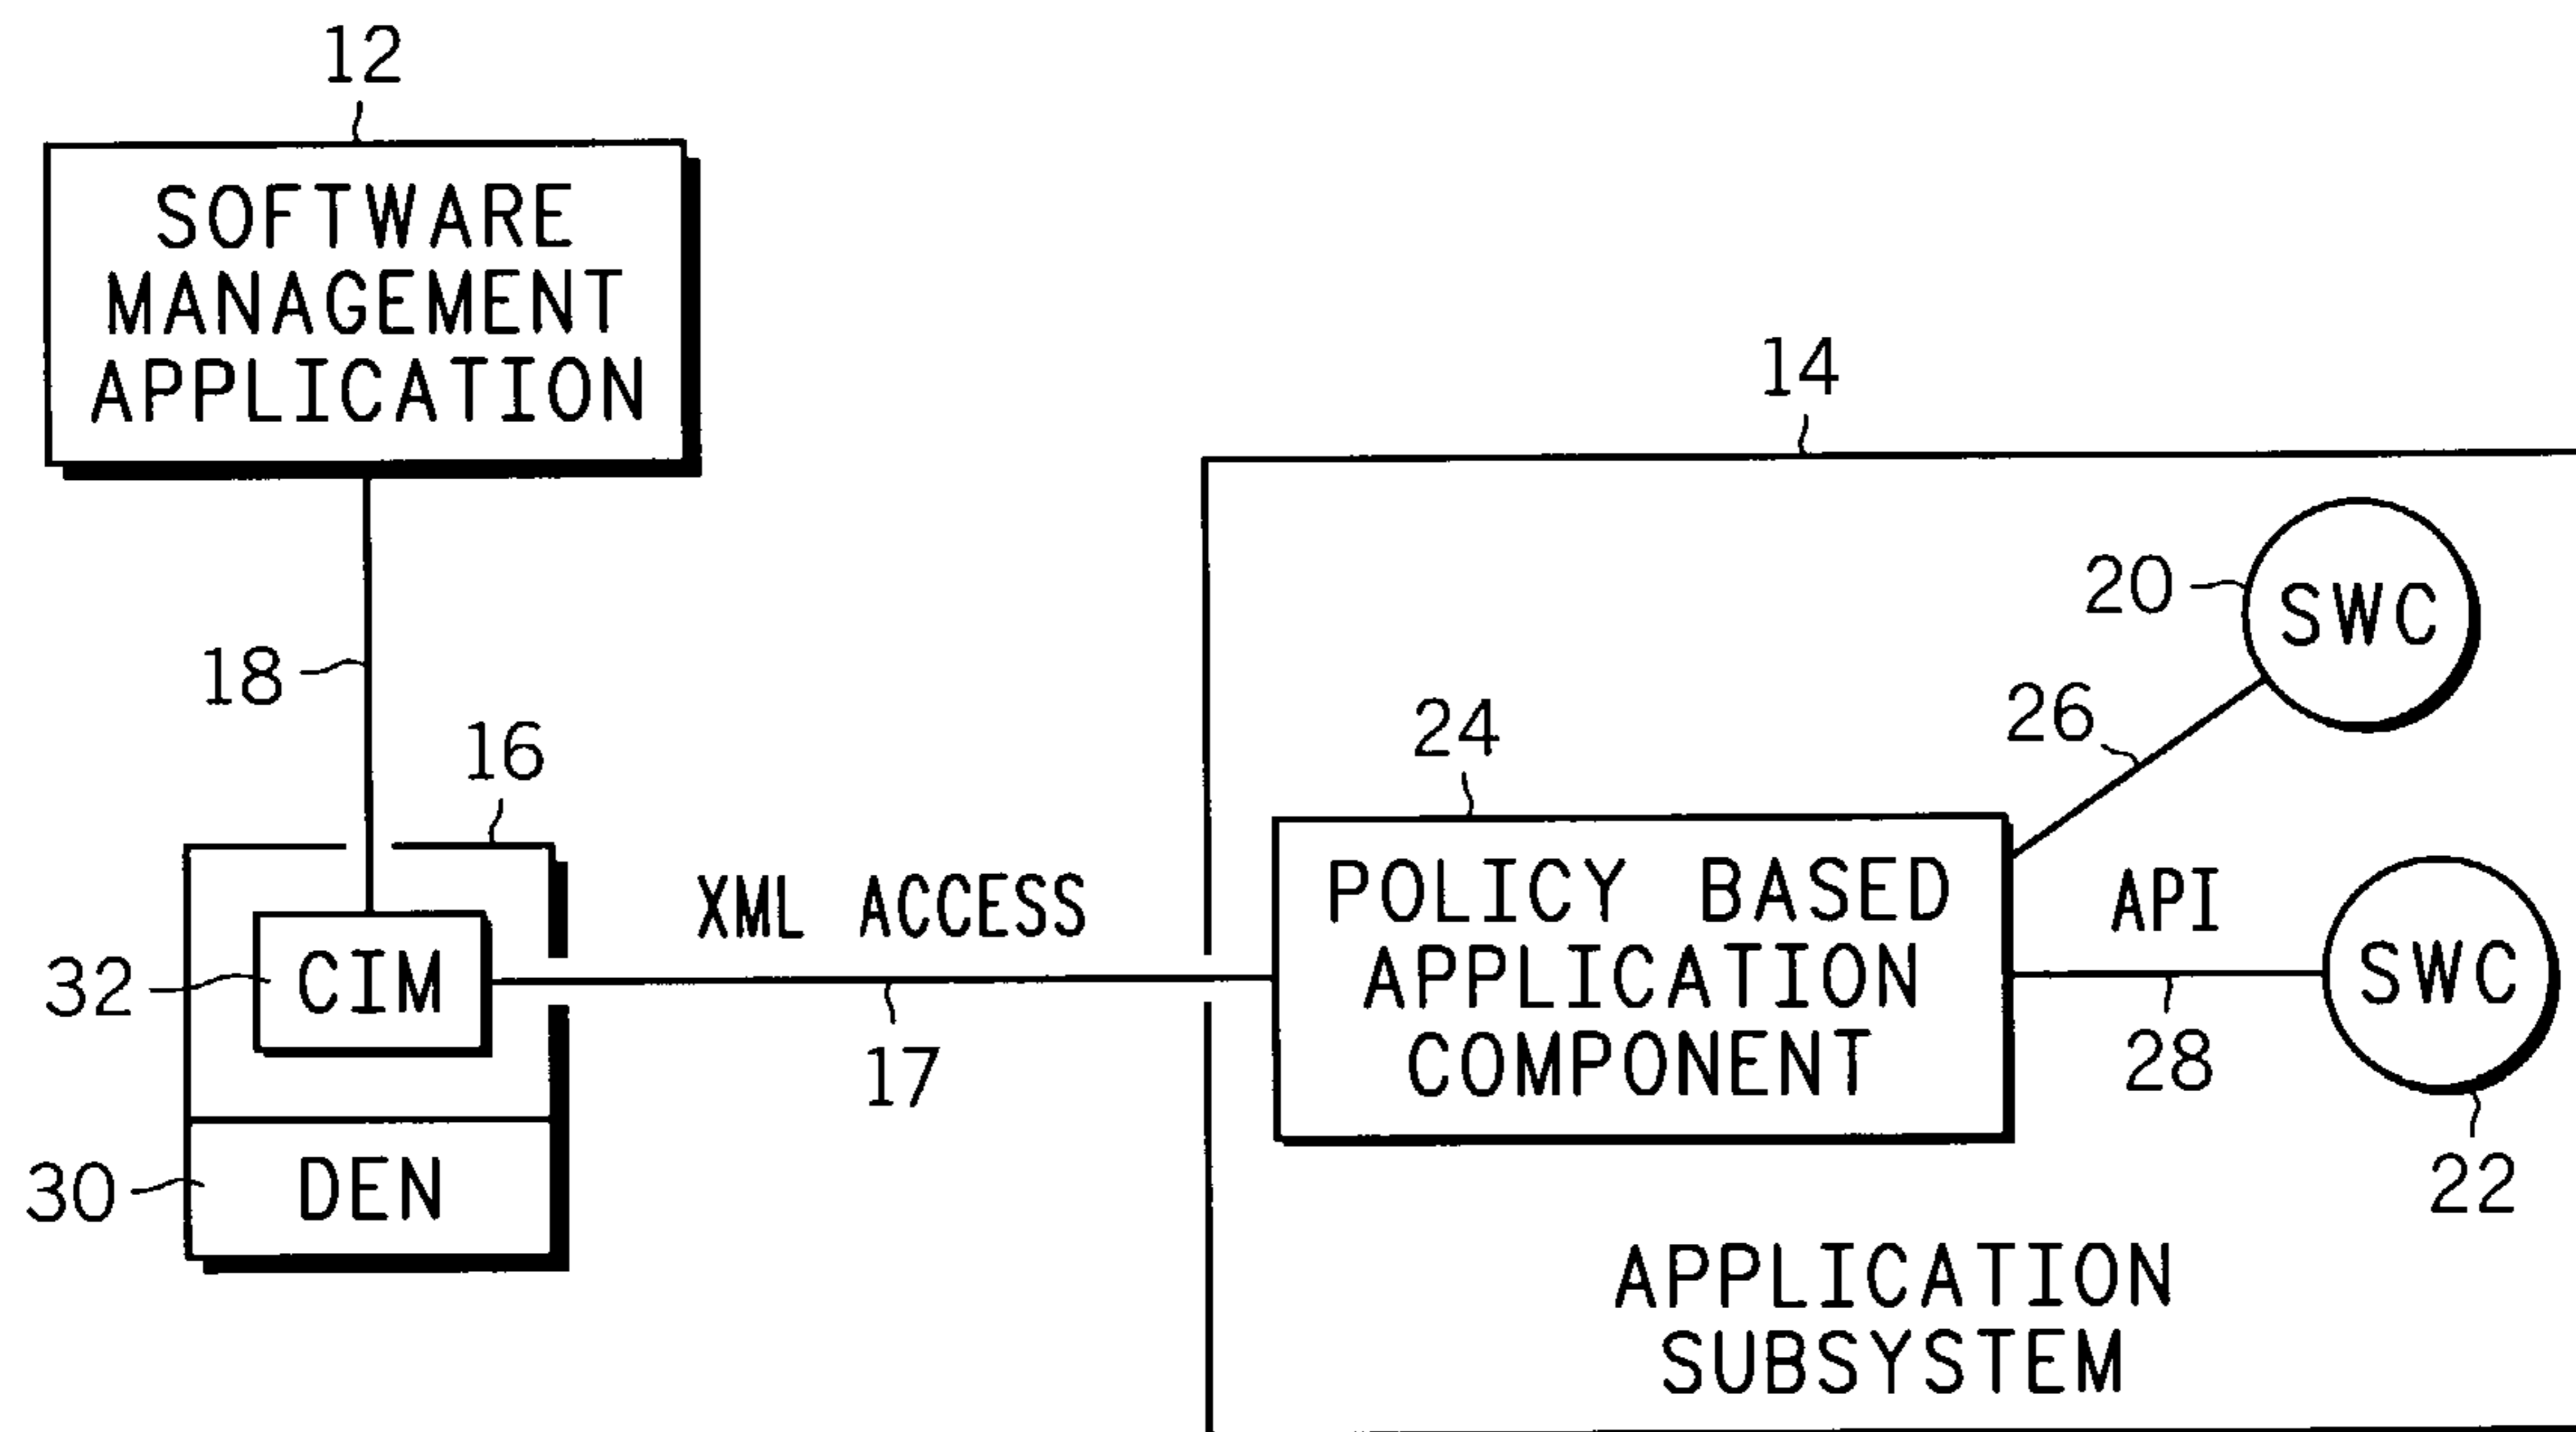 12
SOFTWARE
MANAGEMENT
APPLICATION
14
20
SWC
18
26
16
24
XML ACCESS
POLICY BASED
APPLICATION
COMPONENT
API
SWC
32
CIM
17
28
30
DEN
22
APPLICATION
SUBSYSTEM